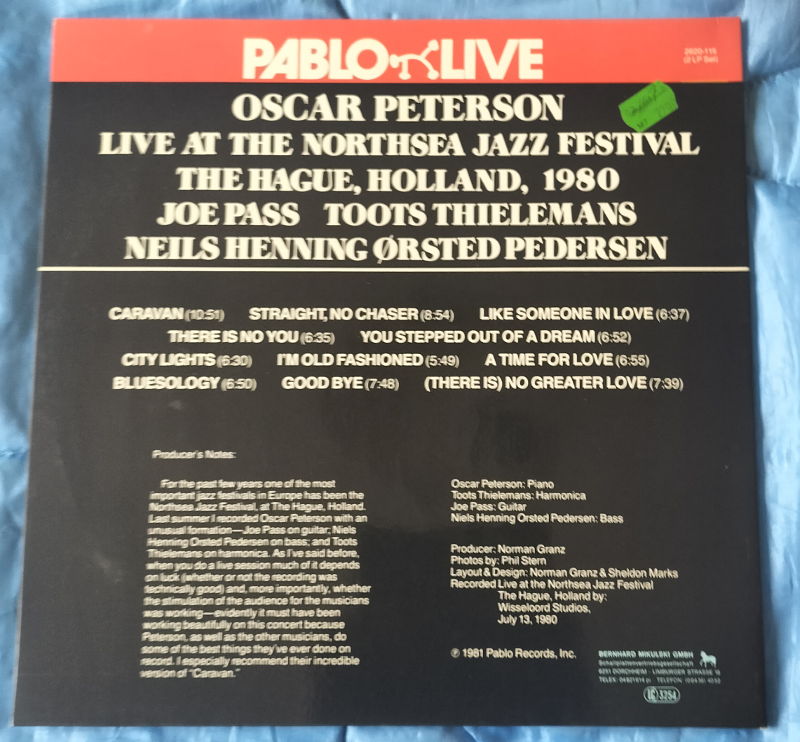 PABLO LIVE
2620-115
(2 LP Set)
OSCAR PETERSON
LIVE AT THE NORTHSEA JAZZ FESTIVAL
THE HAGUE, HOLLAND, 1980
JOE PASS TOOTS THIELEMANS
NEILS HENNING ØRSTED PEDERSEN
CARAVAN (10:51) STRAIGHT, NO CHASER (8:54) LIKE SOMEONE IN LOVE (6:37)
THERE IS NO YOU (6:35) YOU STEPPED OUT OF A DREAM (6:52)
CITY LIGHTS (6:30) I'M OLD FASHIONED (5:49) A TIME FOR LOVE (6:55)
BLUESOLOGY (6:50) GOOD BYE (7:48) (THERE IS) NO GREATER LOVE (7:39)
Producer's Notes:
For the past few years one of the most
important jazz festivals in Europe has been the
Northsea Jazz Festival, at The Hague, Holland.
Last summer I recorded Oscar Peterson with an
unusual formation—Joe Pass on guitar; Niels
Henning Orsted Pedersen on bass; and Toots
Thielemans on harmonica. As I've said before,
when you do a live session much of it depends
on luck (whether or not the recording was
technically good) and, more importantly, whether
the stimulation of the audience for the musicians
was working—evidently it must have been
working beautifully on this concert because
Peterson, as well as the other musicians, do
some of the best things they've ever done on
record. I especially recommend their incredible
version of "Caravan."
Oscar Peterson: Piano
Toots Thielemans: Harmonica
Joe Pass: Guitar
Niels Henning Orsted Pedersen: Bass
Producer: Norman Granz
Photos by: Phil Stern
Layout & Design: Norman Granz & Sheldon Marks
Recorded Live at the Northsea Jazz Festival
The Hague, Holland by:
Wisseloord Studios,
July 13, 1980
℗ 1981 Pablo Records, Inc.
BERNHARD MIKULSKI GMBH
Schallplattenvertriebsgesellschaft
6251 DORCHHEIM · LIMBURGER STRASSE 18
LC 3254